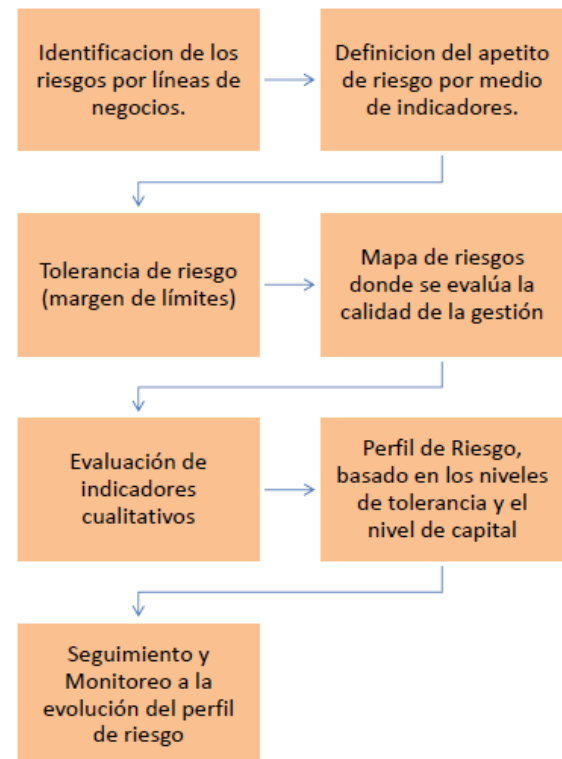 Identificacion de los
riesgos por líneas de
negocios.
Definicion del apetito
de riesgo por medio
de indicadores.
Tolerancia de riesgo
(margen de límites)
Mapa de riesgos
donde se evalúa la
calidad de la gestión
Evaluación de
indicadores
cualitativos
Perfil de Riesgo,
basado en los niveles
de tolerancia y el
nivel de capital
Seguimiento y
Monitoreo a la
evolución del perfil
de riesgo